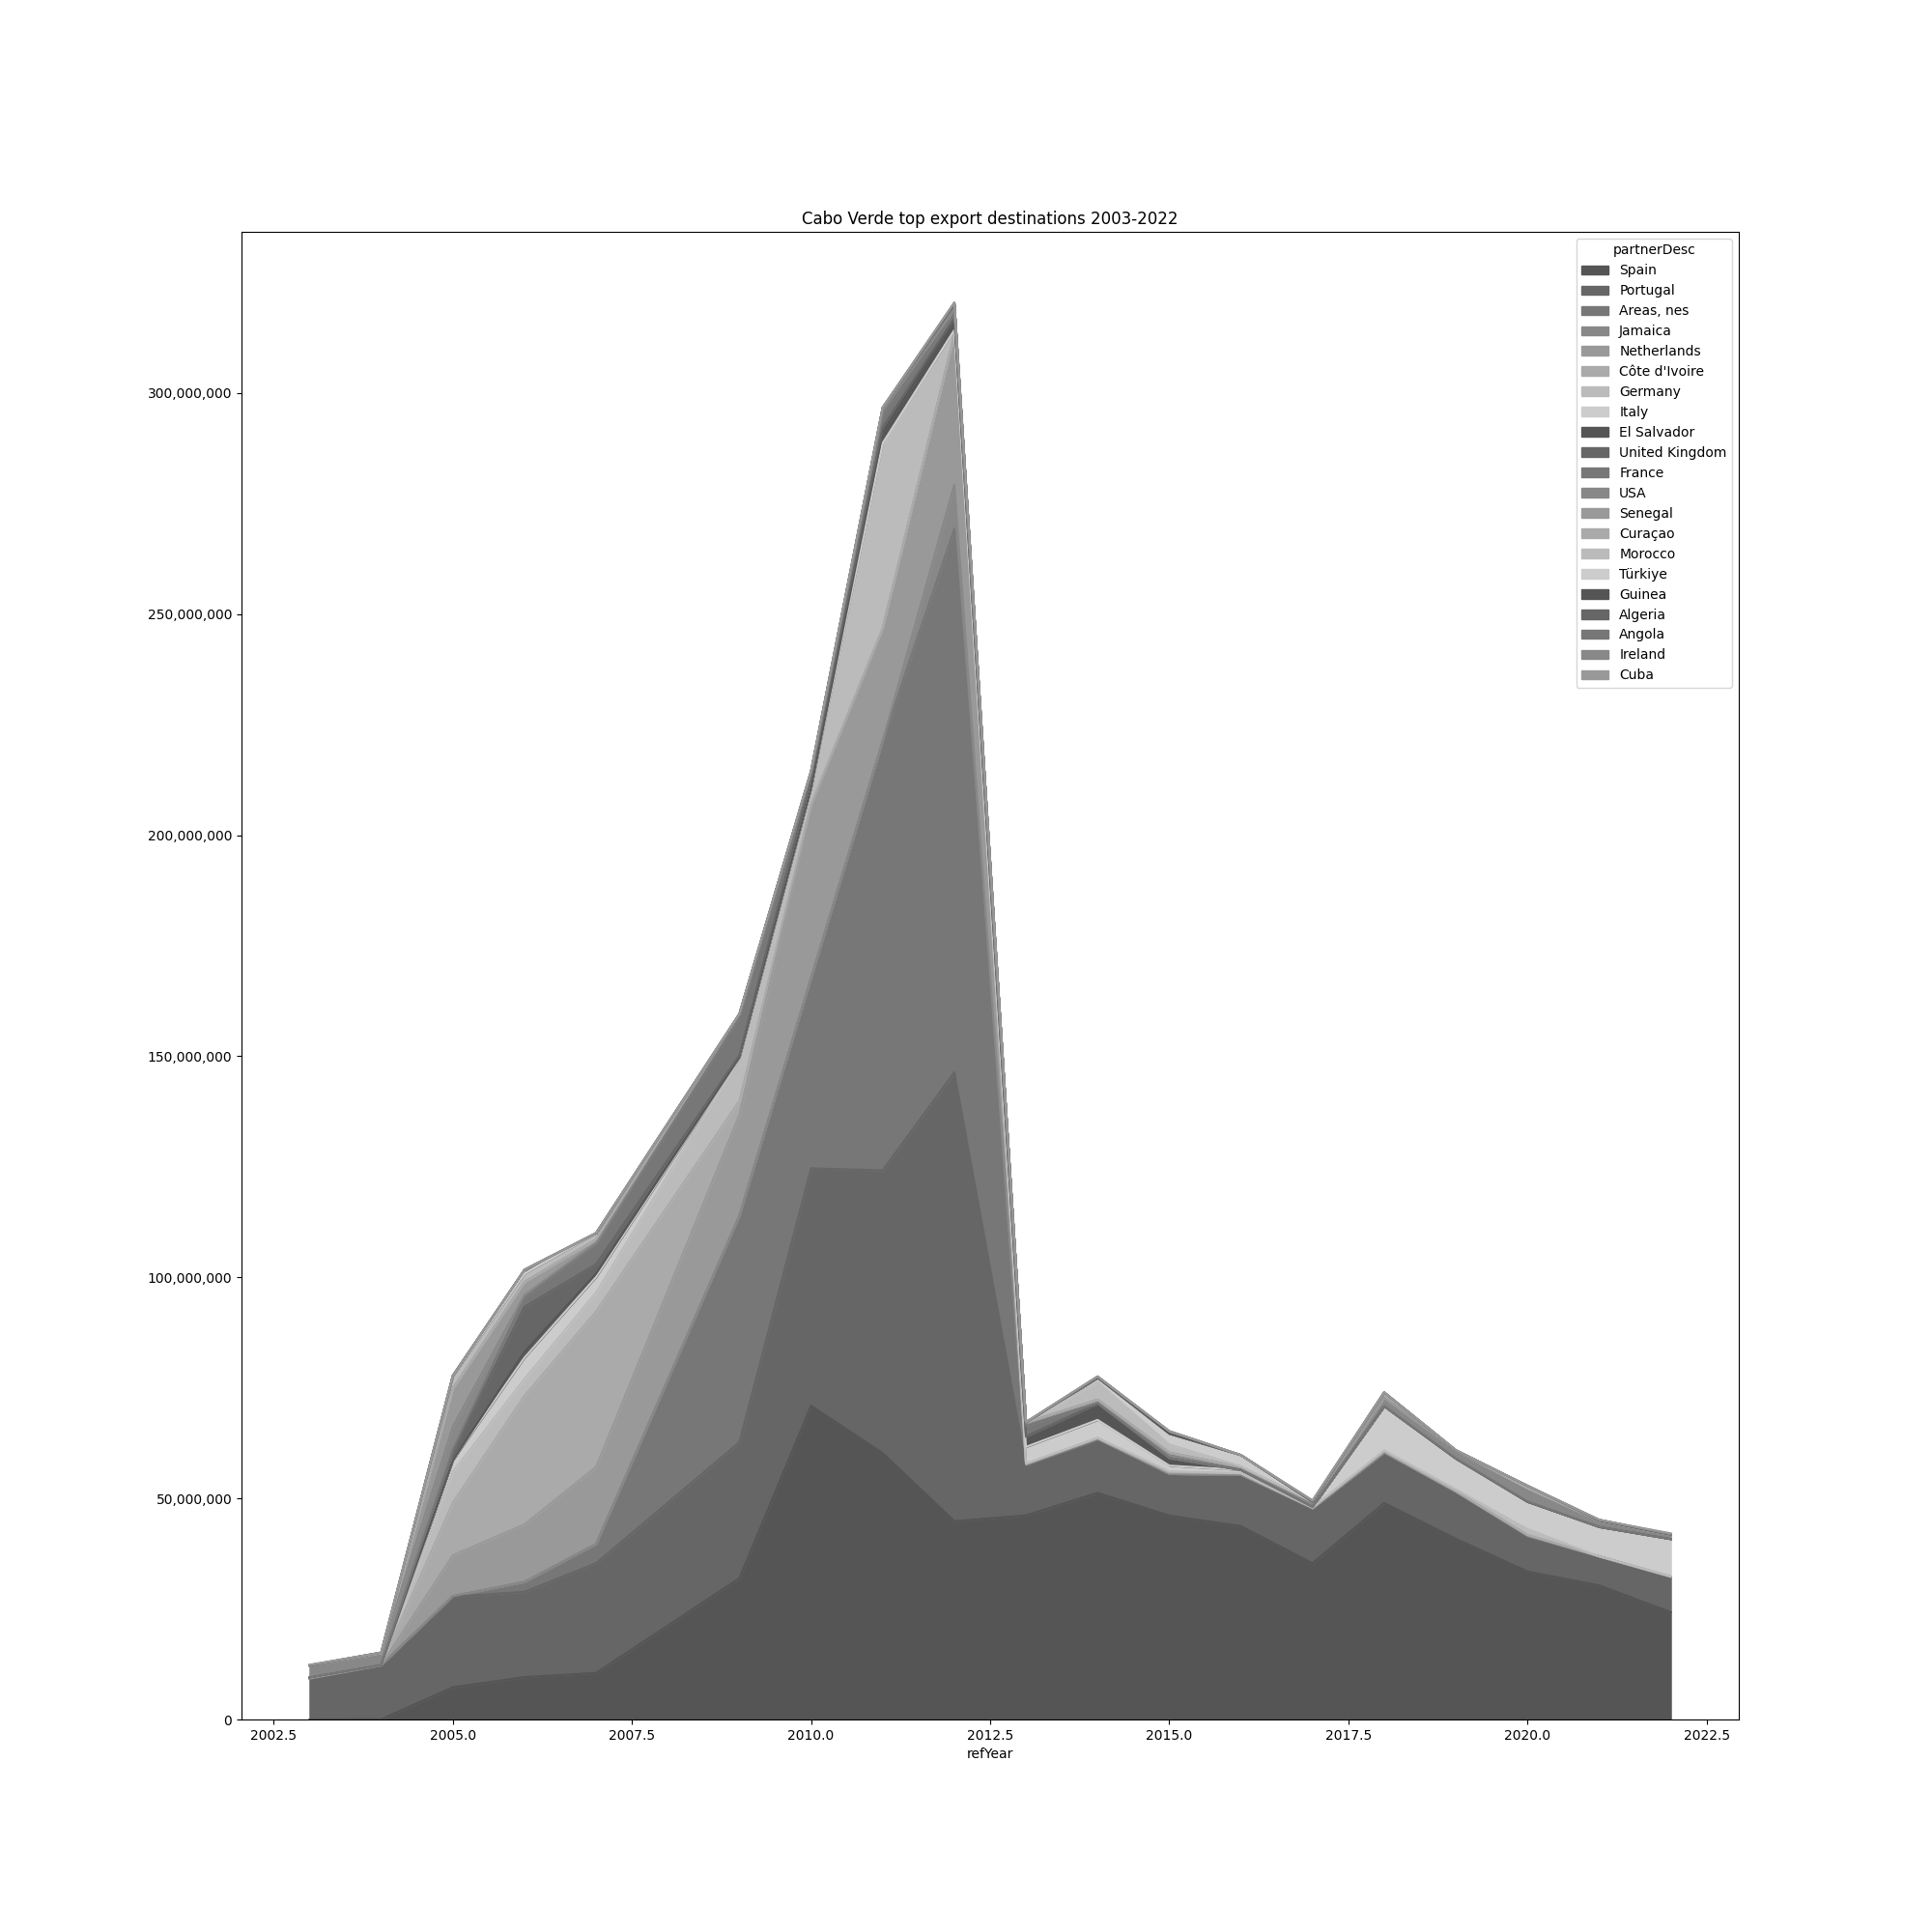 Cabo Verde top export destinations 2003-2022
partnerDesc
Spain
Portugal
Areas, nes
Jamaica
Netherlands
Côte d'Ivoire
Germany
Italy
El Salvador
United Kingdom
France
USA
Senegal
Curaçao
Morocco
Türkiye
Guinea
Algeria
Angola
Ireland
Cuba
300,000,000
250,000,000
200,000,000
150,000,000
100,000,000
50,000,000
0
2002.5 2005.0 2007.5 2010.0 2012.5 2015.0 2017.5 2020.0 2022.5
refYear